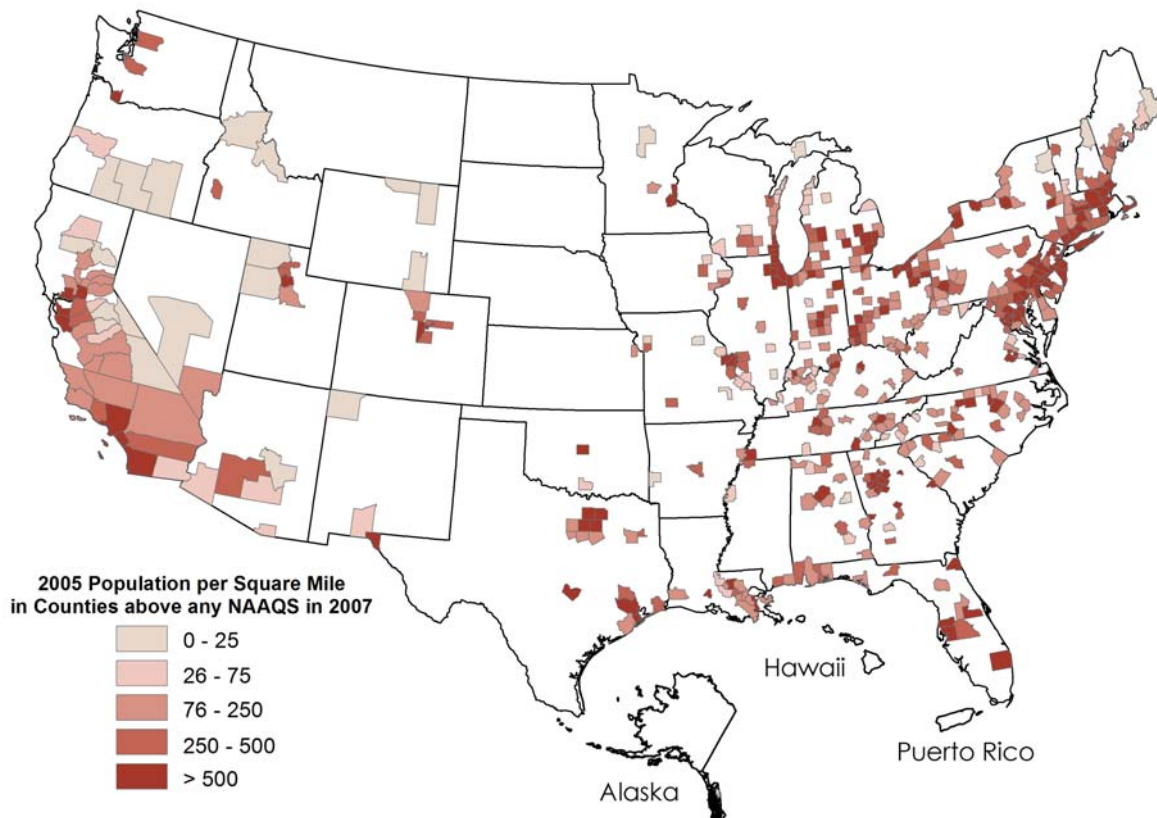 2005 Population per Square Mile
in Counties above any NAAQS in 2007
0 - 25
26 - 75
76 - 250
250 - 500
> 500
Hawaii
Alaska
Puerto Rico